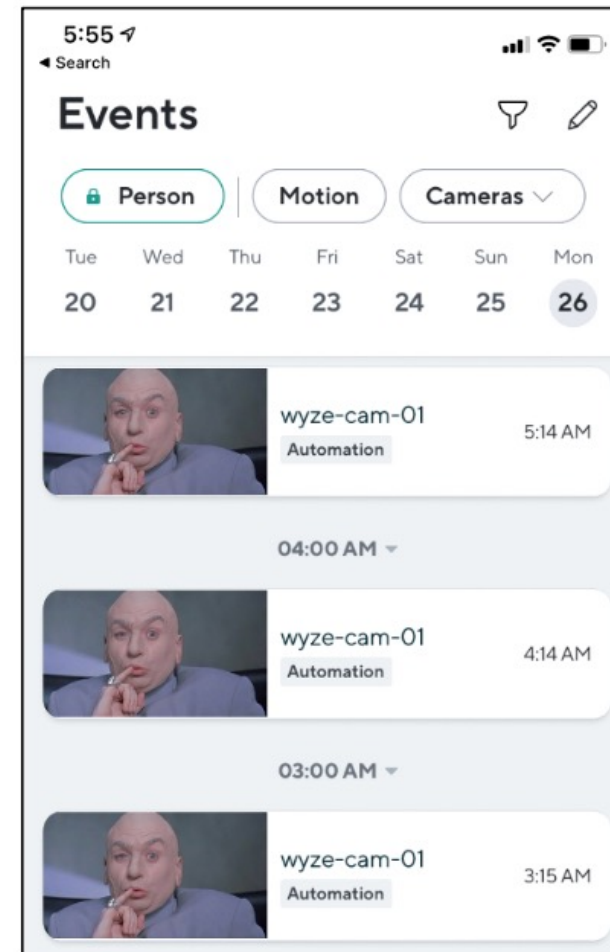 5:55
◀ Search
Events
Person
Motion
Cameras
Tue Wed Thu Fri Sat Sun Mon
20 21 22 23 24 25 26
wyze-cam-01
Automation
5:14 AM
04:00 AM
wyze-cam-01
Automation
4:14 AM
03:00 AM
wyze-cam-01
Automation
3:15 AM